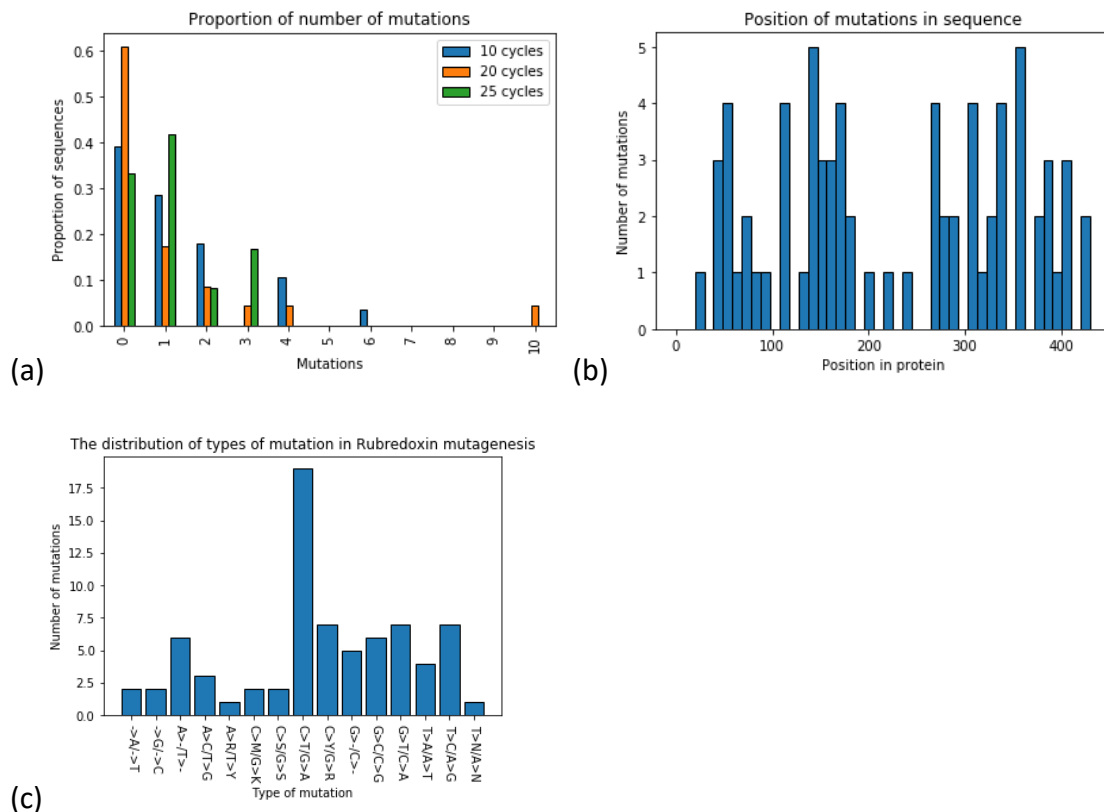 Proportion of number of mutations
Proportion of sequences
0.6
0.5
0.4
0.3
0.2
0.1
0.0
10 cycles
20 cycles
25 cycles
0 1 2 3 4 5 6 7 8 9 10
Mutations
(a)
Position of mutations in sequence
Number of mutations
5
4
3
2
1
0
0 100 200 300 400
Position in protein
(b)
The distribution of types of mutation in Rubredoxin mutagenesis
Number of mutations
17.5
15.0
12.5
10.0
7.5
5.0
2.5
0.0
->A/->T
->G/->C
A>-/T>-
A>C/T>G
A>R/T>Y
C>M/G>K
C>S/G>S
C>T/G>A
C>Y/G>R
G>-/C>-
G>C/C>G
G>T/C>A
T>A/A>T
T>C/A>G
T>N/A>N
Type of mutation
(c)